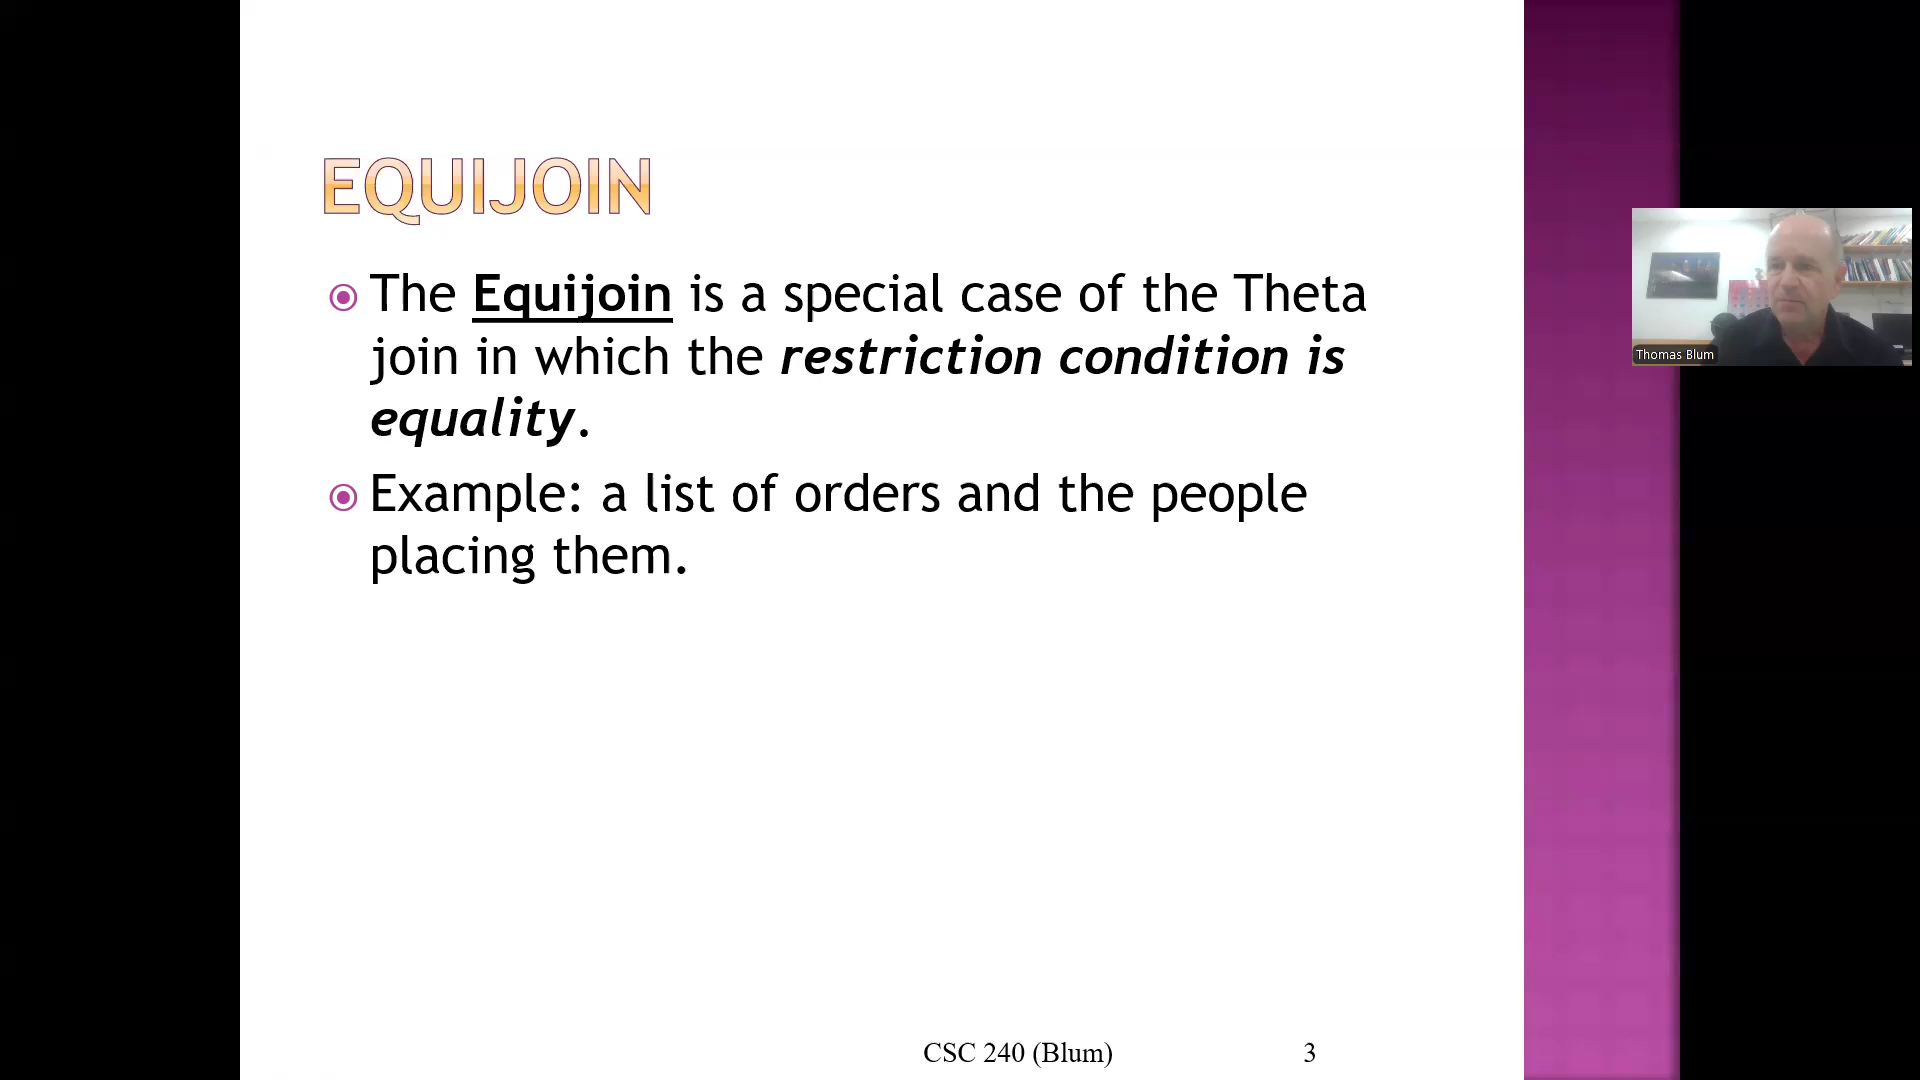 EQUIJOIN
The Equijoin is a special case of the Theta
join in which the restriction condition is
equality.
Example: a list of orders and the people
placing them.
Thomas Blum
CSC 240 (Blum)
3